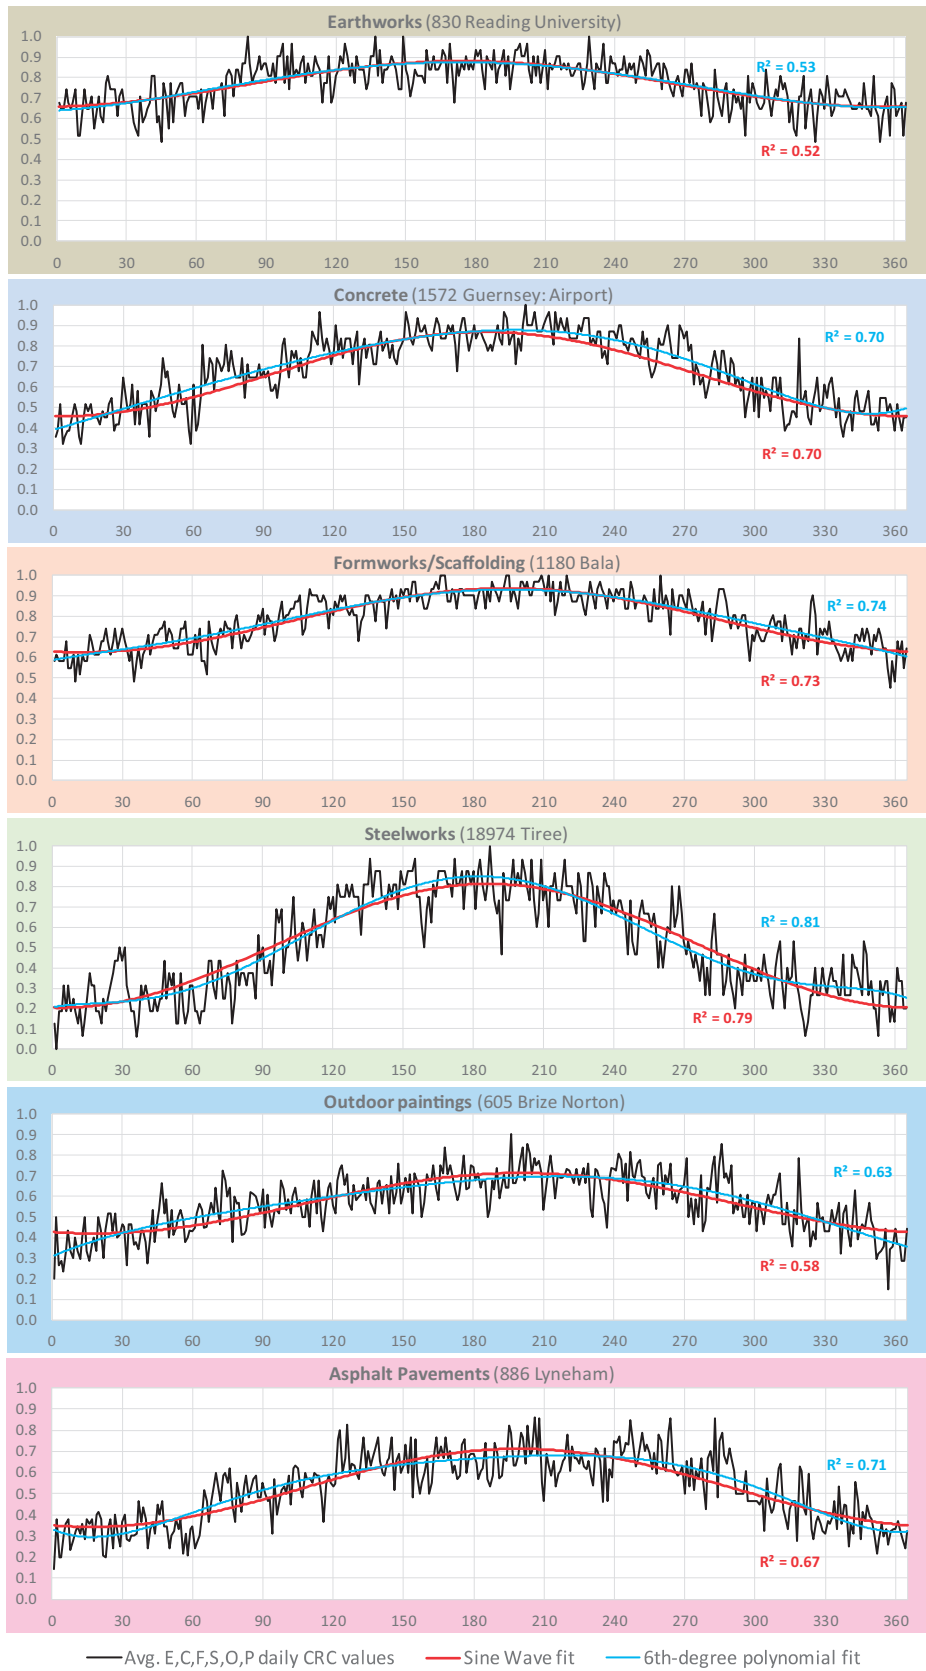 Earthworks (830 Reading University)
1.0
0.9
0.8
0.7
0.6
0.5
0.4
0.3
0.2
0.1
0.0
R² = 0.53
R² = 0.52
0 30 60 90 120 150 180 210 240 270 300 330 360
Concrete (1572 Guernsey: Airport)
1.0
0.9
0.8
0.7
0.6
0.5
0.4
0.3
0.2
0.1
0.0
R² = 0.70
R² = 0.70
0 30 60 90 120 150 180 210 240 270 300 330 360
Formworks/Scaffolding (1180 Bala)
1.0
0.9
0.8
0.7
0.6
0.5
0.4
0.3
0.2
0.1
0.0
R² = 0.74
R² = 0.73
0 30 60 90 120 150 180 210 240 270 300 330 360
Steelworks (18974 Tiree)
1.0
0.9
0.8
0.7
0.6
0.5
0.4
0.3
0.2
0.1
0.0
R² = 0.81
R² = 0.79
0 30 60 90 120 150 180 210 240 270 300 330 360
Outdoor paintings (605 Brize Norton)
1.0
0.9
0.8
0.7
0.6
0.5
0.4
0.3
0.2
0.1
0.0
R² = 0.63
R² = 0.58
0 30 60 90 120 150 180 210 240 270 300 330 360
Asphalt Pavements (886 Lyneham)
1.0
0.9
0.8
0.7
0.6
0.5
0.4
0.3
0.2
0.1
0.0
R² = 0.71
R² = 0.67
0 30 60 90 120 150 180 210 240 270 300 330 360
Avg. E,C,F,S,O,P daily CRC values Sine Wave fit 6th-degree polynomial fit